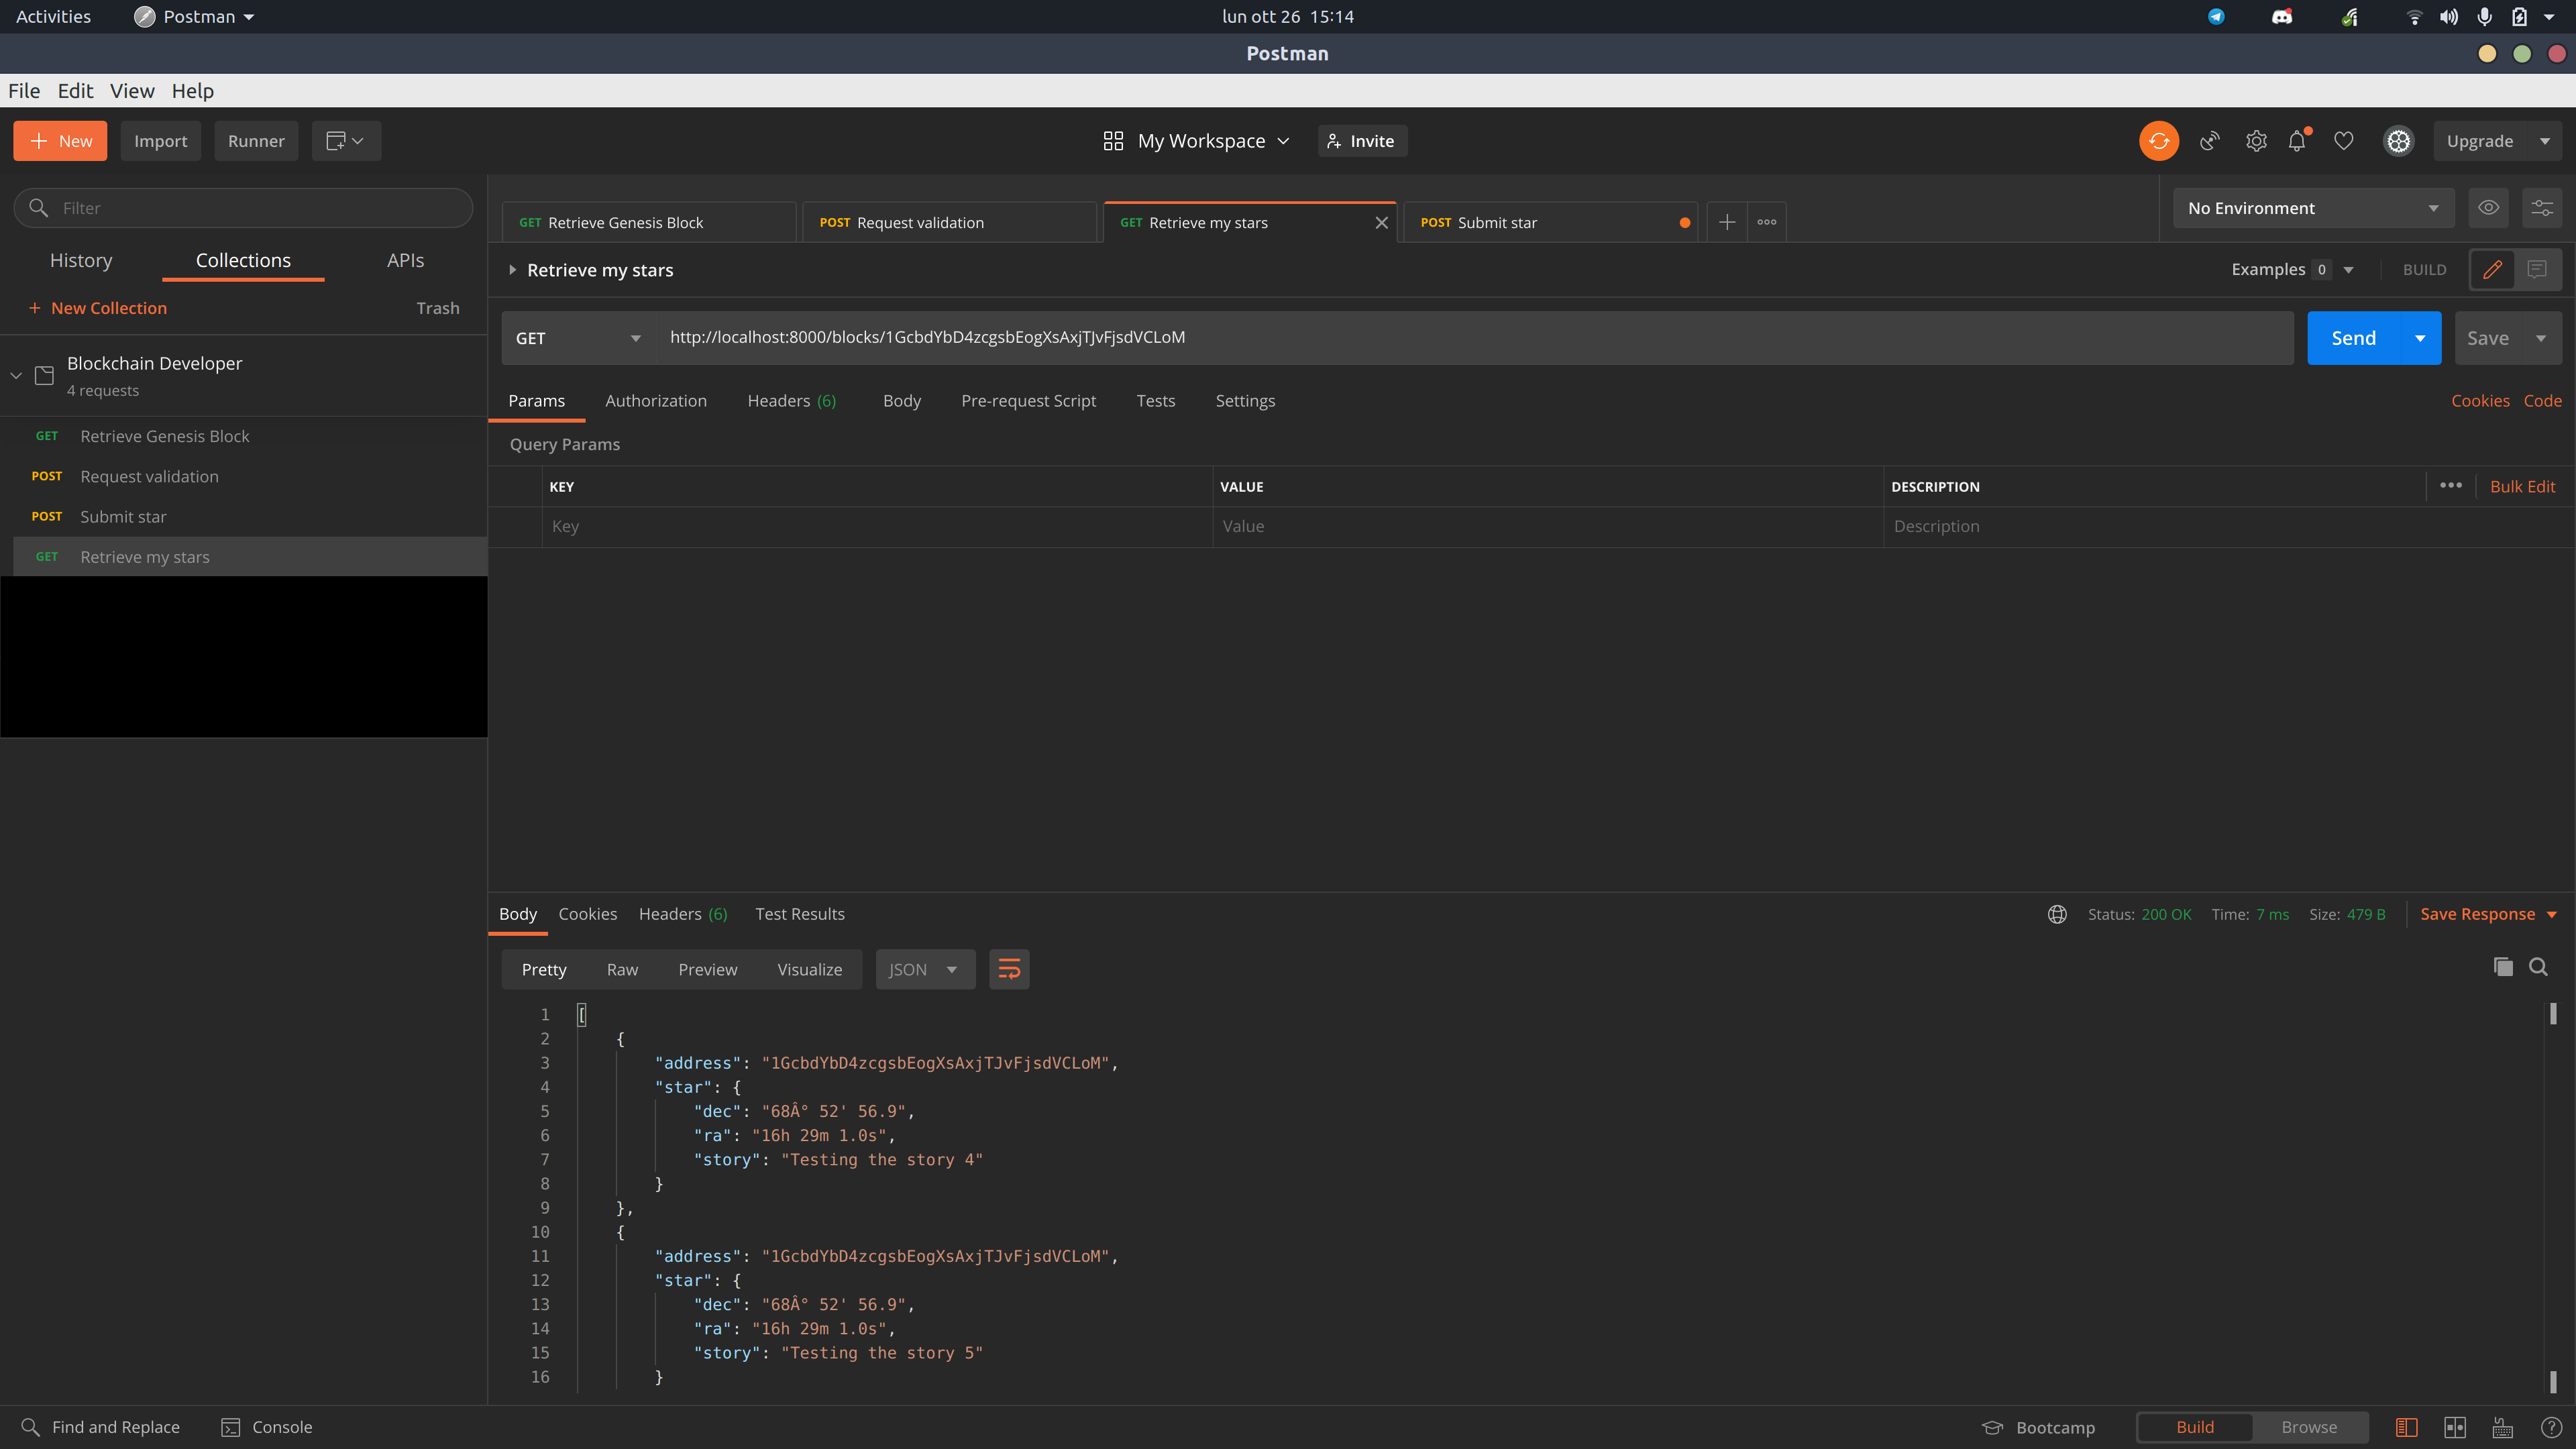 Activities Postman lun ott 26 15:14
Postman
File Edit View Help
New Import Runner My Workspace Invite Upgrade
Filter
History Collections APIs
+ New Collection Trash
Blockchain Developer
4 requests
GET Retrieve Genesis Block
POST Request validation
POST Submit star
GET Retrieve my stars
GET Retrieve Genesis Block POST Request validation GET Retrieve my stars POST Submit star No Environment
Retrieve my stars Examples 0 BUILD
GET http://localhost:8000/blocks/1GcbdYbD4zcgsbEogXsAxjTJvFjsdVCLoM Send Save
Params Authorization Headers (6) Body Pre-request Script Tests Settings Cookies Code
Query Params
KEY VALUE DESCRIPTION ••• Bulk Edit
Key Value Description
Body Cookies Headers (6) Test Results Status: 200 OK Time: 7 ms Size: 479 B Save Response
Pretty Raw Preview Visualize JSON
1 [
2 {
3 "address": "1GcbdYbD4zcgsbEogXsAxjTJvFjsdVCLoM",
4 "star": {
5 "dec": "68Â° 52' 56.9",
6 "ra": "16h 29m 1.0s",
7 "story": "Testing the story 4"
8 }
9 },
10 {
11 "address": "1GcbdYbD4zcgsbEogXsAxjTJvFjsdVCLoM",
12 "star": {
13 "dec": "68Â° 52' 56.9",
14 "ra": "16h 29m 1.0s",
15 "story": "Testing the story 5"
16 }
Find and Replace Console Bootcamp Build Browse